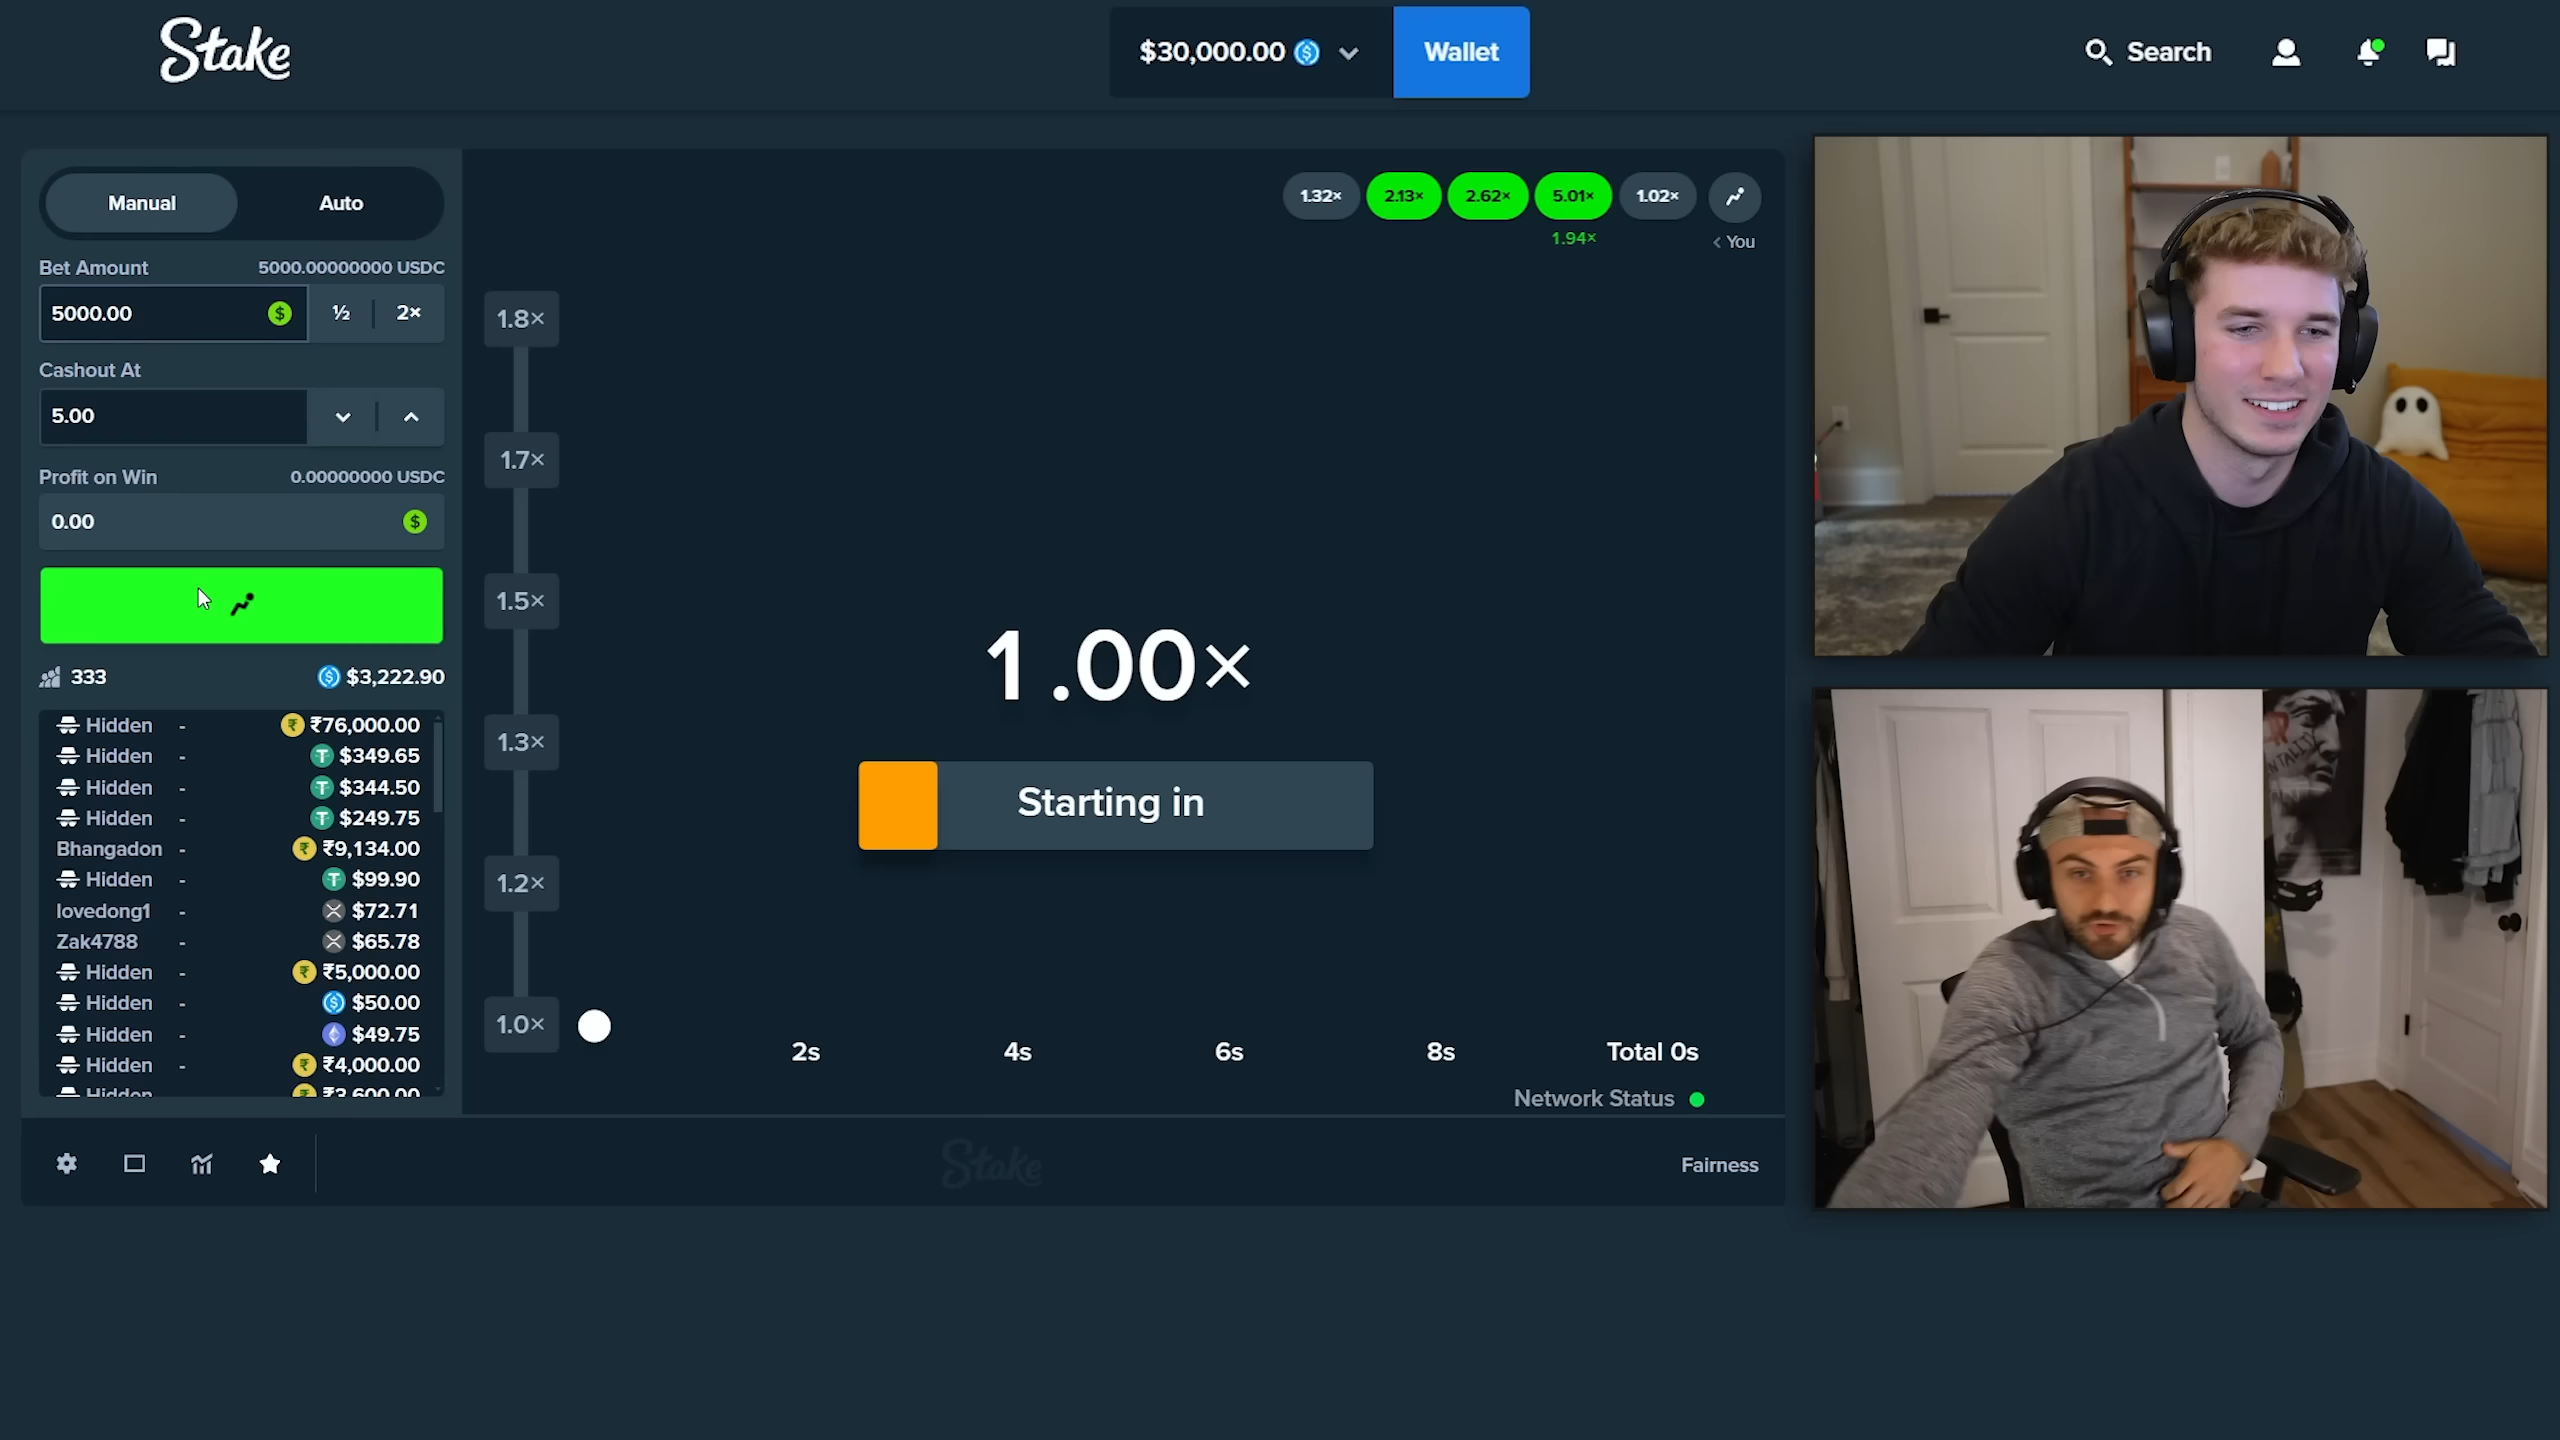 Stake
$30,000.00
Wallet
Search
Manual
Auto
Bet Amount
5000.00000000 USDC
5000.00
½
2×
Cashout At
5.00
Profit on Win
0.00000000 USDC
0.00
333
$3,222.90
Hidden - ₹76,000.00
Hidden - $349.65
Hidden - $344.50
Hidden - $249.75
Bhangadon - ₹9,134.00
Hidden - $99.90
lovedong1 - $72.71
Zak4788 - $65.78
Hidden - ₹5,000.00
Hidden - $50.00
Hidden - $49.75
Hidden - ₹4,000.00
Hidden ₹3,600.00
1.32× 2.13× 2.62× 5.01× 1.02×
1.94×
< You
1.8×
1.7×
1.5×
1.3×
1.2×
1.0×
1.00×
Starting in
2s 4s 6s 8s Total 0s
Network Status
Stake
Fairness